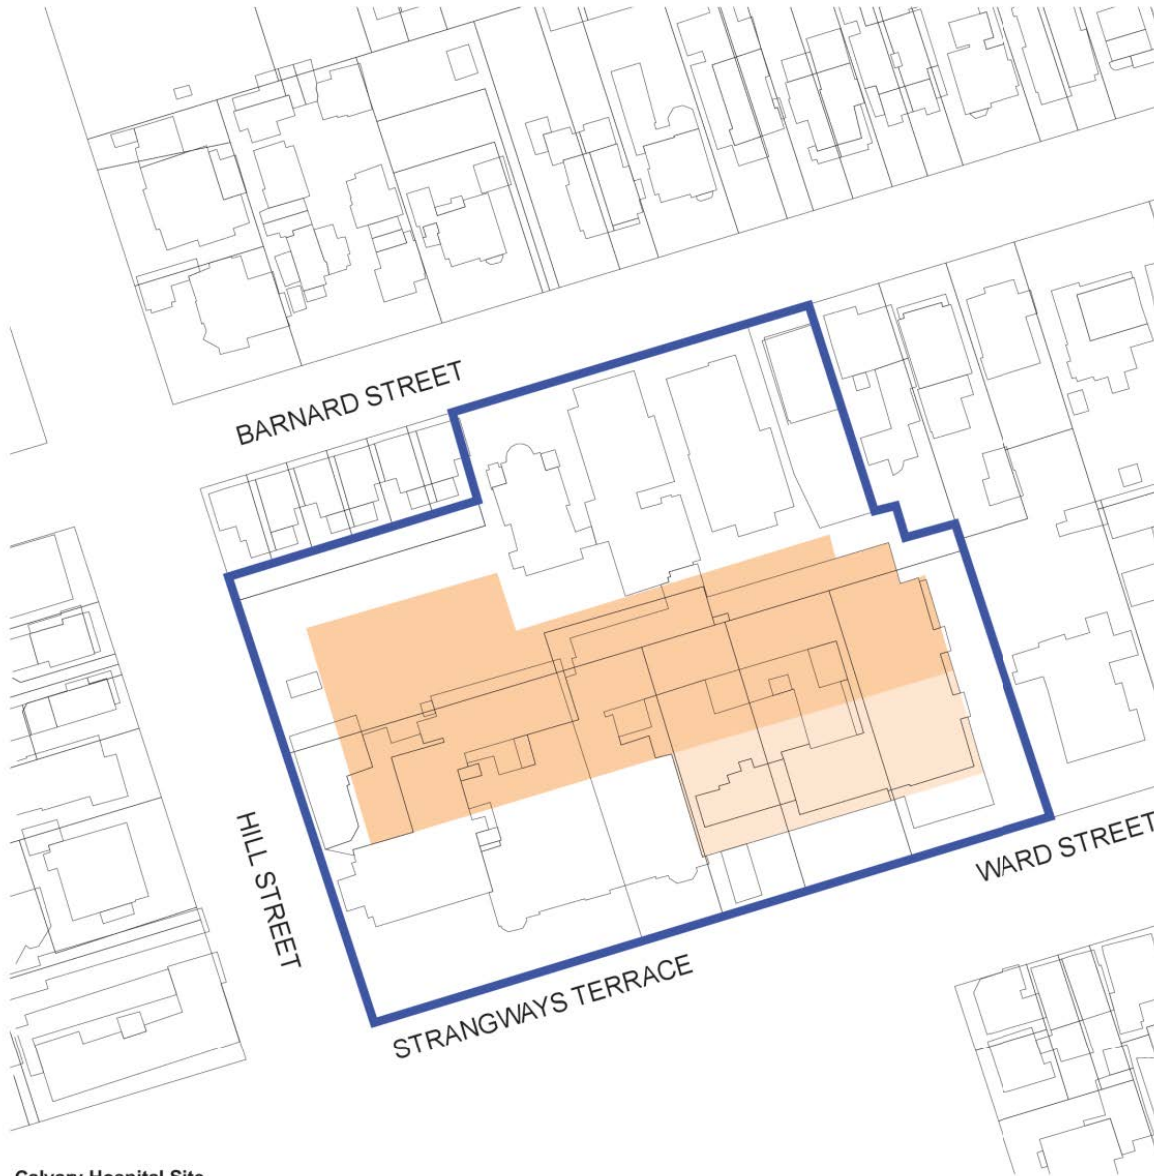 BARNARD STREET
HILL STREET
WARD STREET
STRANGWAYS TERRACE
Calvary Hospital Site